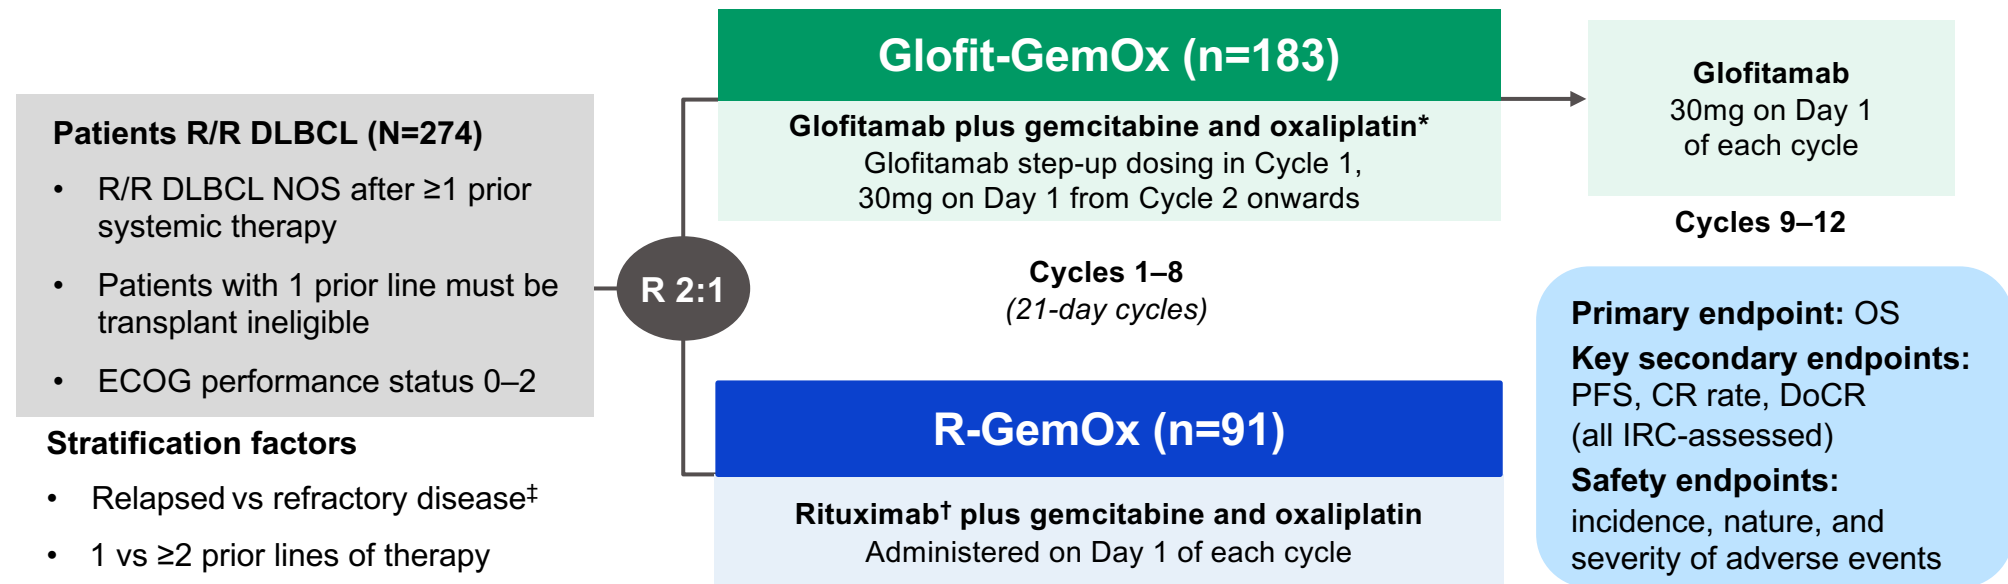 Patients R/R DLBCL (N=274)
• R/R DLBCL NOS after ≥1 prior
systemic therapy
• Patients with 1 prior line must be
transplant ineligible
• ECOG performance status 0–2
Stratification factors
• Relapsed vs refractory disease‡
• 1 vs ≥2 prior lines of therapy
R 2:1
Glofit-GemOx (n=183)
Glofitamab plus gemcitabine and oxaliplatin*
Glofitamab step-up dosing in Cycle 1,
30mg on Day 1 from Cycle 2 onwards
Cycles 1–8
(21-day cycles)
R-GemOx (n=91)
Rituximab† plus gemcitabine and oxaliplatin
Administered on Day 1 of each cycle
Glofitamab
30mg on Day 1
of each cycle
Cycles 9–12
Primary endpoint: OS
Key secondary endpoints:
PFS, CR rate, DoCR
(all IRC-assessed)
Safety endpoints:
incidence, nature, and
severity of adverse events